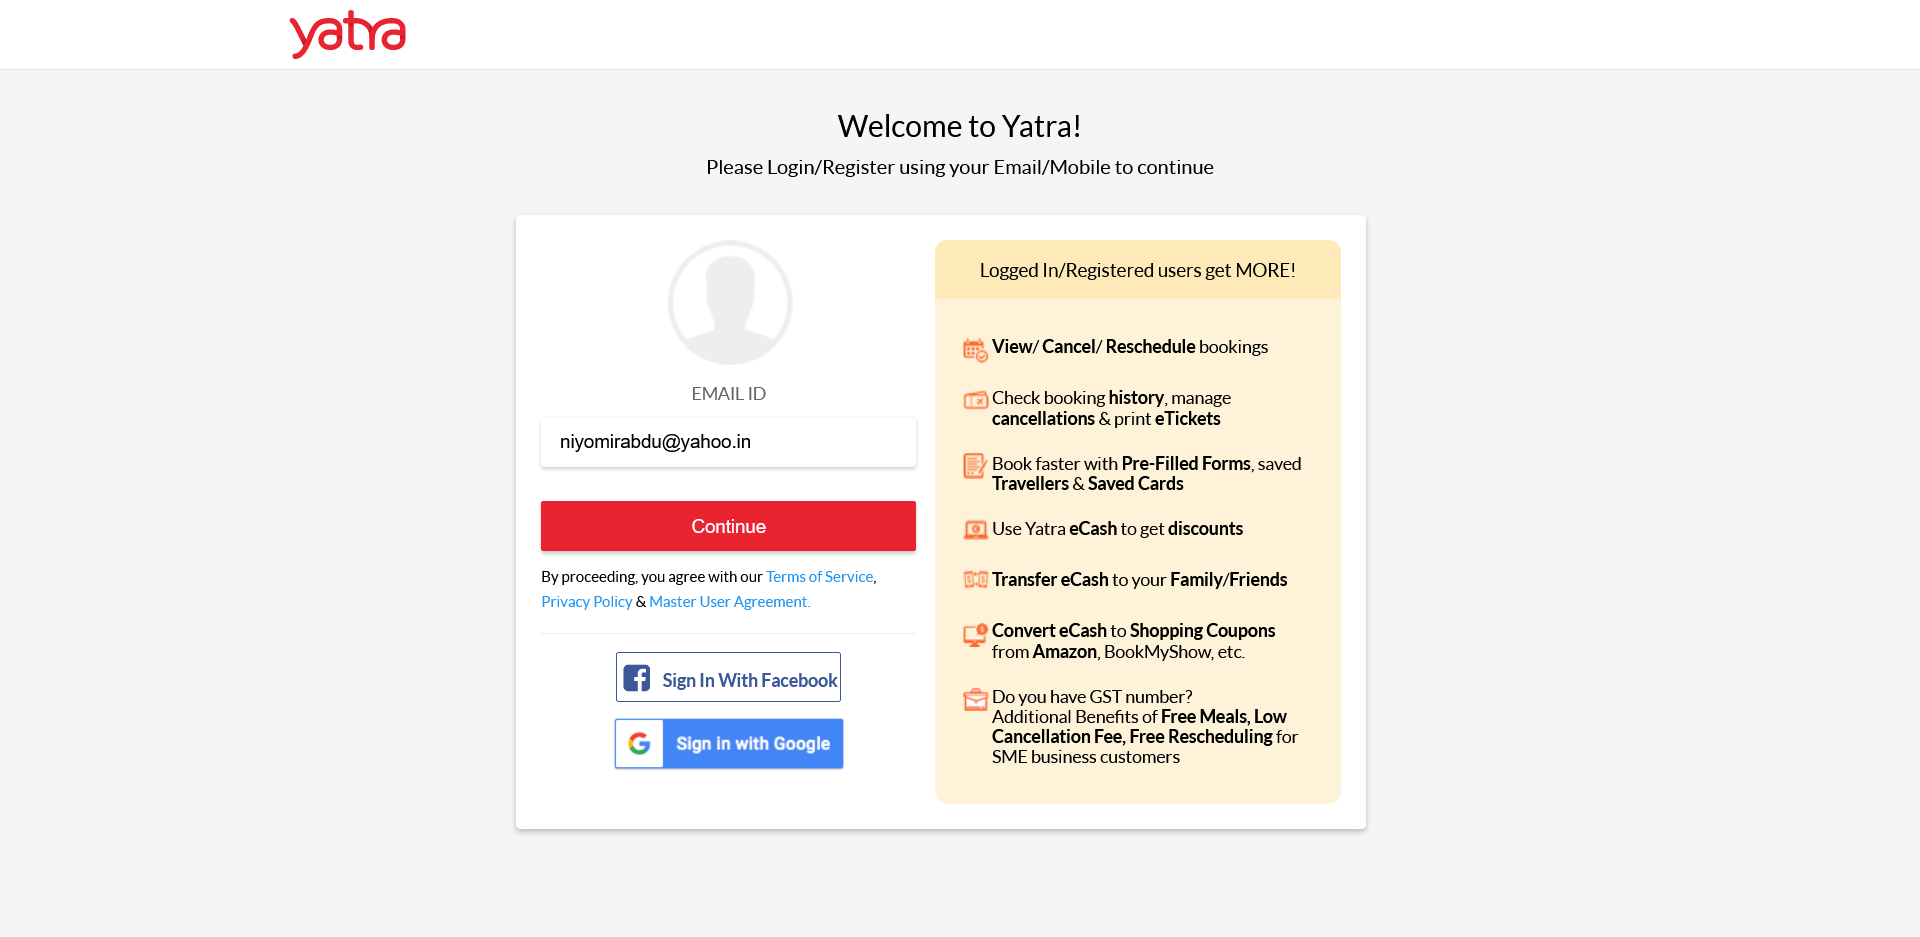 yatra
Welcome to Yatra!
Please Login/Register using your Email/Mobile to continue
EMAIL ID
niyomirabdu@yahoo.in
Continue
By proceeding, you agree with our Terms of Service,
Privacy Policy & Master User Agreement.
Sign In With Facebook
Sign in with Google
Logged In/Registered users get MORE!
View/ Cancel/ Reschedule bookings
Check booking history, manage
cancellations & print eTickets
Book faster with Pre-Filled Forms, saved
Travellers & Saved Cards
Use Yatra eCash to get discounts
Transfer eCash to your Family/Friends
Convert eCash to Shopping Coupons
from Amazon, BookMyShow, etc.
Do you have GST number?
Additional Benefits of Free Meals, Low
Cancellation Fee, Free Rescheduling for
SME business customers